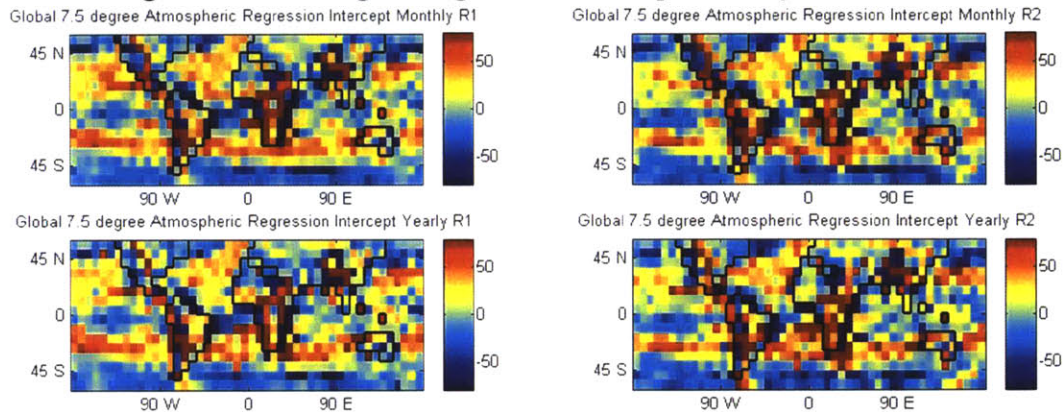 Global 7.5 degree Atmospheric Regression Intercept Monthly R1
45 N
0
45 S
90 W 0 90 E
50
0
-50
Global 7.5 degree Atmospheric Regression Intercept Monthly R2
45 N
0
45 S
90 W 0 90 E
50
0
-50
Global 7.5 degree Atmospheric Regression Intercept Yearly R1
45 N
0
45 S
90 W 0 90 E
50
0
-50
Global 7.5 degree Atmospheric Regression Intercept Yearly R2
45 N
0
45 S
90 W 0 90 E
50
0
-50